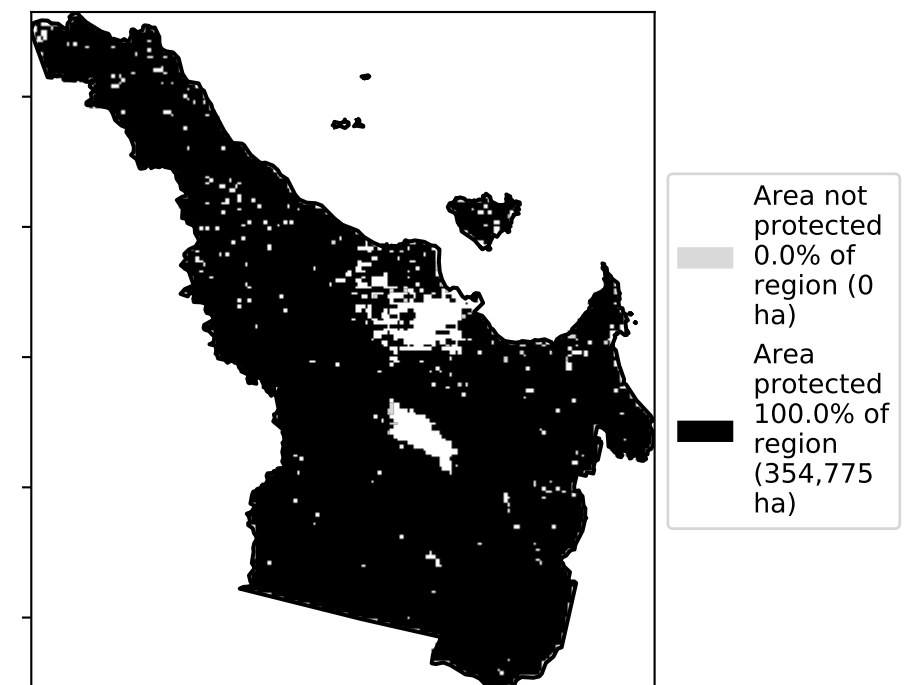 Area not
protected
0.0% of
region (0
ha)
Area
protected
100.0% of
region
(354,775
ha)